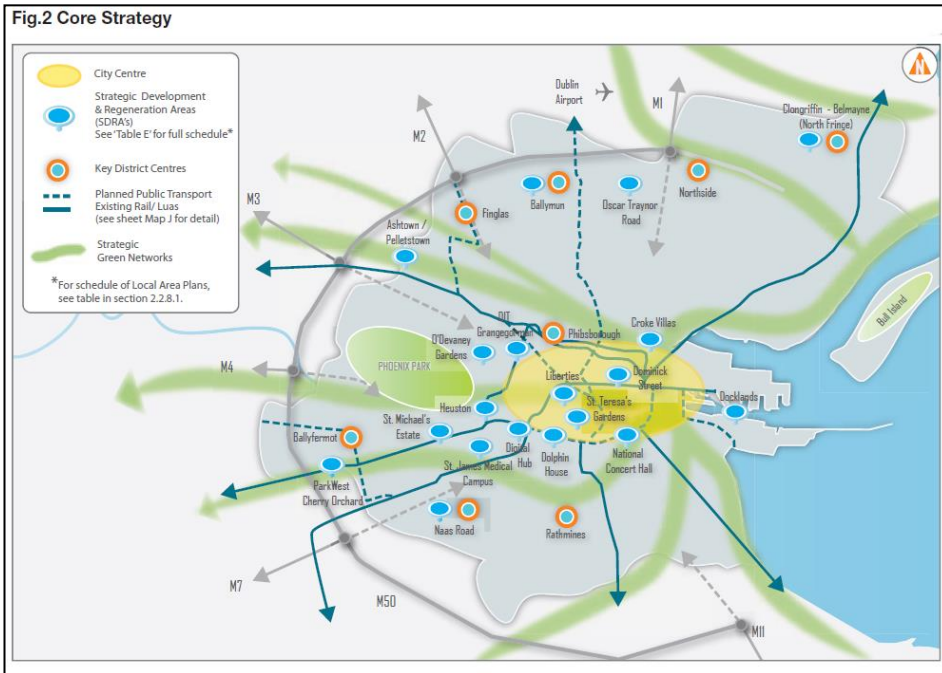 Fig.2 Core Strategy
City Centre
Strategic Development
& Regeneration Areas
(SDRA's)
See 'Table E' for full schedule*
Key District Centres
Planned Public Transport
Existing Rail/ Luas
(see sheet Map J for detail)
Strategic
Green Networks
*For schedule of Local Area Plans,
see table in section 2.2.8.1.
N
Dublin
Airport
M1
M2
M3
Clongriffin - Belmayne
(North Fringe)
Finglas
Ballymun
Oscar Traynor
Road
Northside
Ashtown /
Pelletstown
Bull Island
DIT
Grangegorman
Phibsborough
Croke Villas
O'Devaney
Gardens
PHOENIX PARK
M4
Dominick
Street
Liberties
St. Teresa's
Gardens
Docklands
Heuston
St. Michael's
Estate
Ballyfermot
Digital
Hub
Dolphin
House
National
Concert Hall
St. James Medical
Campus
ParkWest
Cherry Orchard
Naas Road
Rathmines
M7
M50
M11